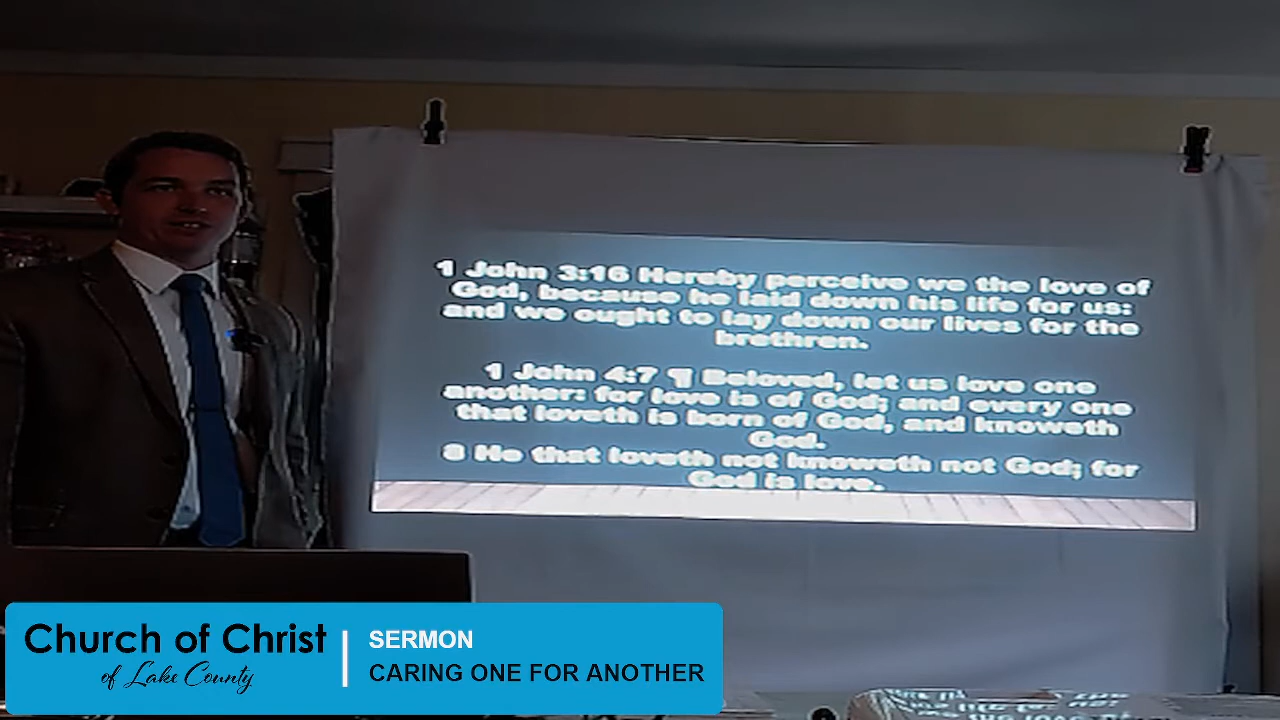 1 John 3:16 Hereby perceive we the love of
God, because he laid down his life for us:
and we ought to lay down our lives for the
brethren.
1 John 4:7 ¶ Beloved, let us love one
another: for love is of God; and every one
that loveth is born of God, and knoweth
God.
8 He that loveth not knoweth not God; for
God is love.
Church of Christ
of Lake County
SERMON
CARING ONE FOR ANOTHER